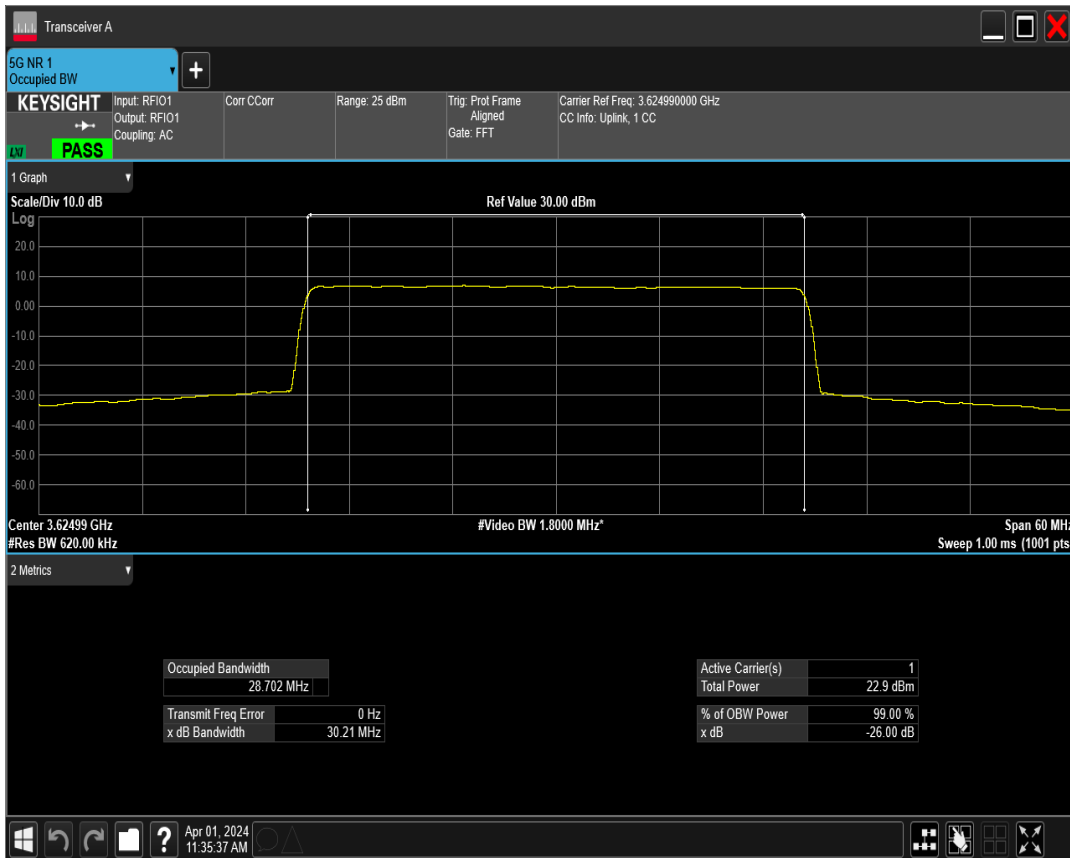 Transceiver A
5G NR 1
Occupied BW
KEYSIGHT
LXI
PASS
Input: RFIO1
Output: RFIO1
Coupling: AC
Corr CCorr
Range: 25 dBm
Trig: Prot Frame
Aligned
Gate: FFT
Carrier Ref Freq: 3.624990000 GHz
CC Info: Uplink, 1 CC
1 Graph
Scale/Div 10.0 dB
Ref Value 30.00 dBm
Log
20.0
10.0
0.00
-10.0
-20.0
-30.0
-40.0
-50.0
-60.0
Center 3.62499 GHz
#Video BW 1.8000 MHz*
Span 60 MHz
#Res BW 620.00 kHz
Sweep 1.00 ms (1001 pts
2 Metrics
Occupied Bandwidth
28.702 MHz
Transmit Freq Error 0 Hz
x dB Bandwidth 30.21 MHz
Active Carrier(s) 1
Total Power 22.9 dBm
% of OBW Power 99.00 %
x dB -26.00 dB
?
Apr 01, 2024
11:35:37 AM